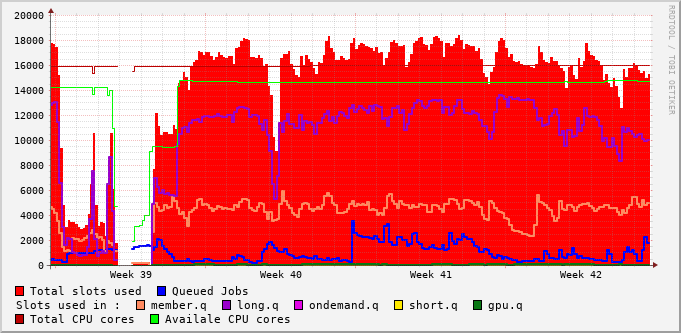 20000
18000
16000
14000
12000
10000
8000
6000
4000
2000
0
Week 39 Week 40 Week 41 Week 42
RRDTOOL / TOBI OETIKER
Total slots used Queued Jobs
Slots used in : member.q long.q ondemand.q short.q gpu.q
Total CPU cores Availale CPU cores